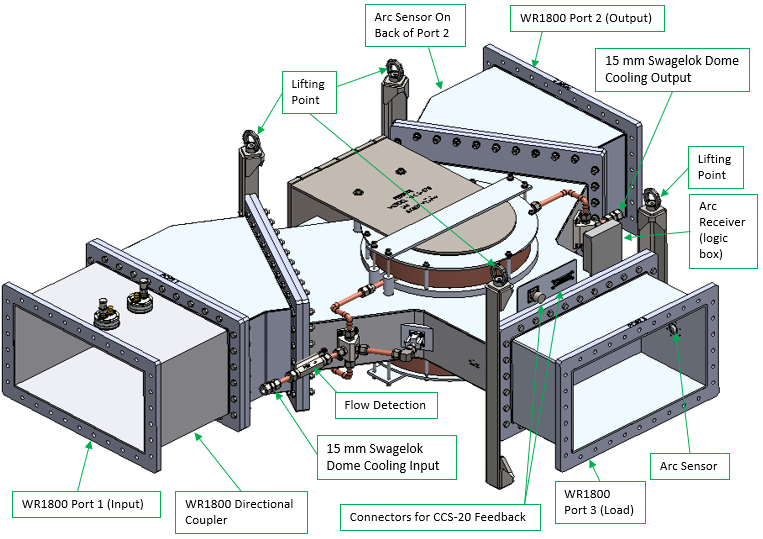 Arc Sensor On
Back of Port 2
WR1800 Port 2 (Output)
15 mm Swagelok Dome
Cooling Output
Lifting
Point
Lifting
Point
Arc
Receiver
(logic
box)
Flow Detection
15 mm Swagelok
Dome Cooling Input
Arc Sensor
WR1800 Port 1 (Input)
WR1800 Directional
Coupler
Connectors for CCS-20 Feedback
WR1800
Port 3 (Load)